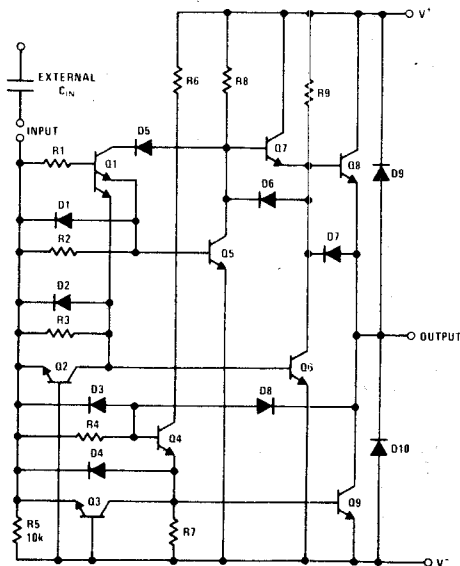 V+
EXTERNAL
CIN
INPUT
R6
R8
R9
D5
R1
Q1
Q7
Q8
D9
D1
D6
R2
Q5
D7
D2
R3
OUTPUT
Q2
Q6
D3
D8
R4
Q4
D4
D10
Q3
Q9
R5
10k
R7
V-